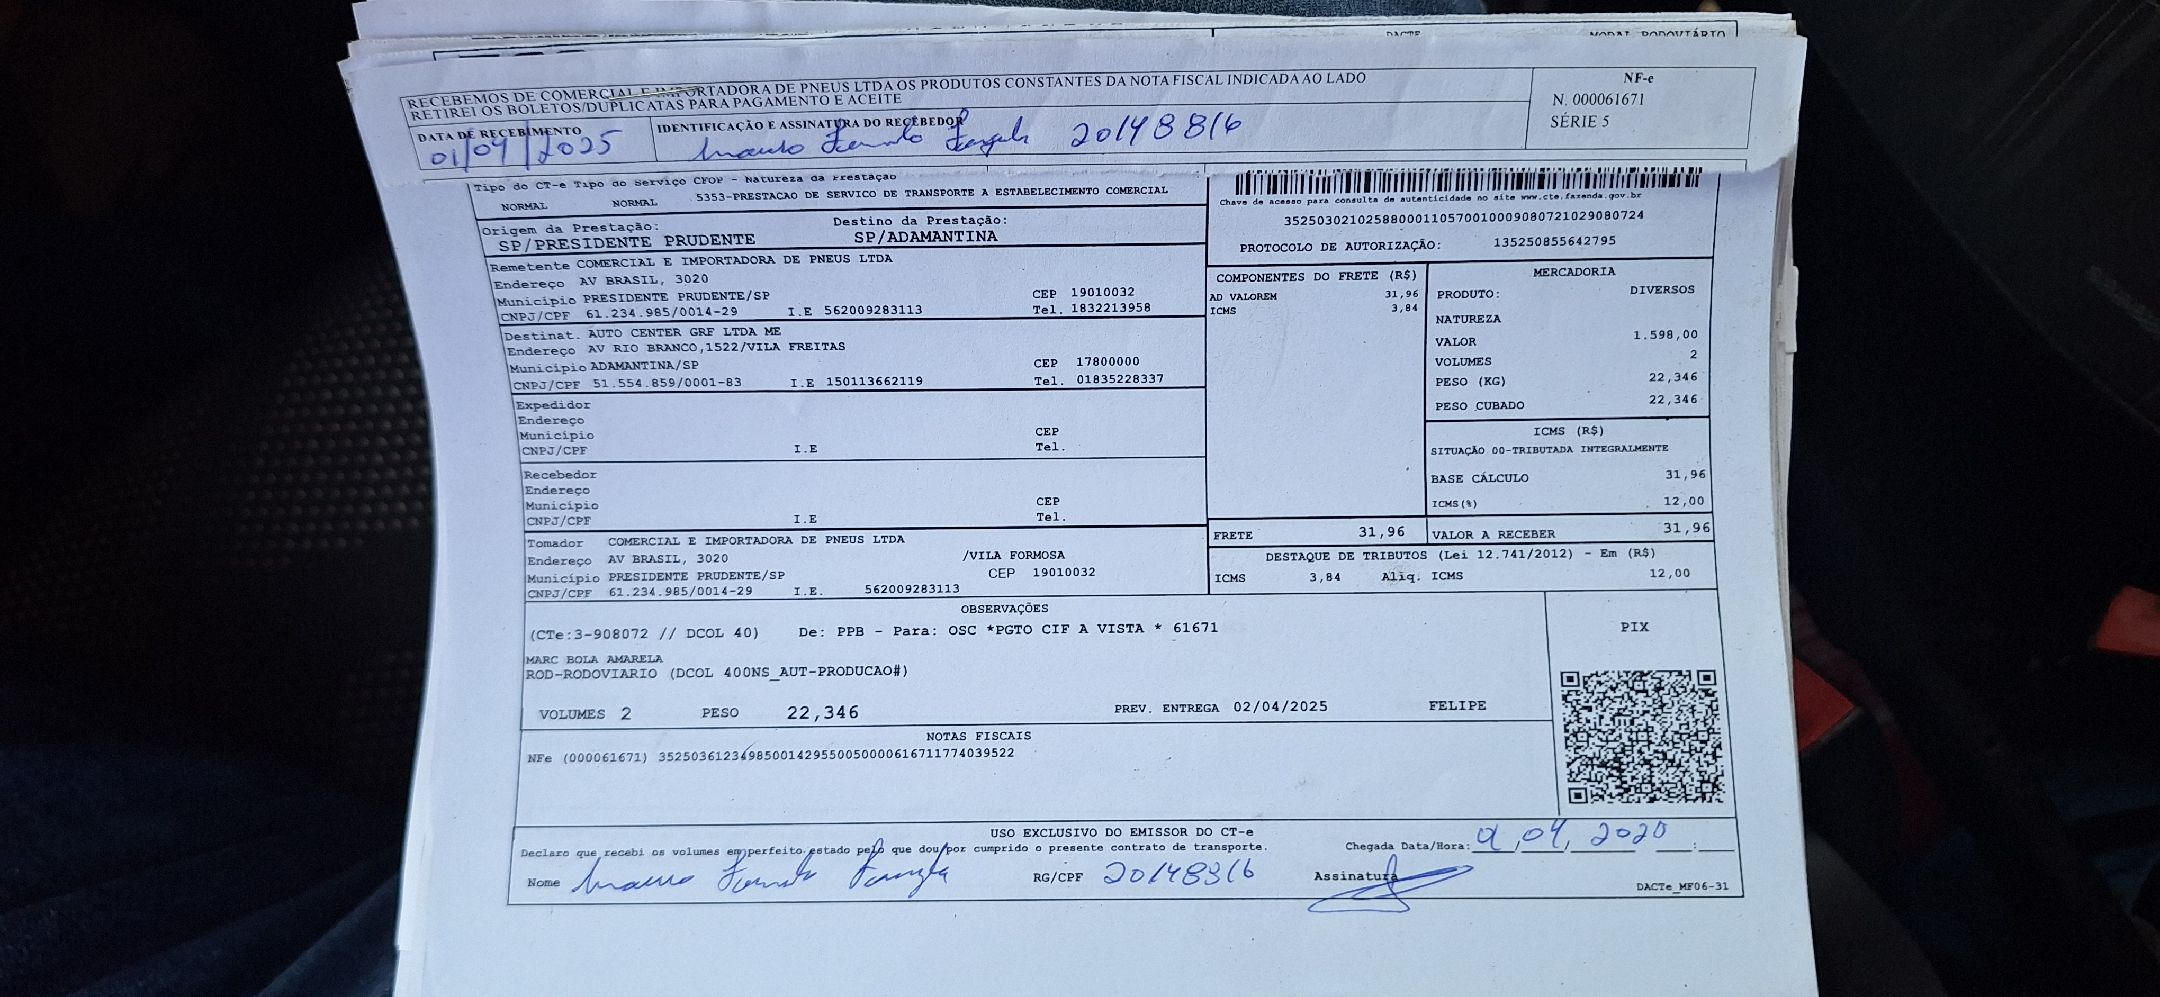 RECEBEMOS DE COMERCIAL E IMPORTADORA DE PNEUS LTDA OS PRODUTOS CONSTANTES DA NOTA FISCAL INDICADA AO LADO
RETIREI OS BOLETOS/DUPLICATAS PARA PAGAMENTO E ACEITE
NF-e
N. 000061671
SÉRIE 5
DATA DE RECEBIMENTO
01/04/2025
IDENTIFICAÇÃO E ASSINATURA DO RECEBEDOR
20148816
Tipo do CT-e Tipo do Serviço CFOP - Natureza da Prestação
NORMAL NORMAL 5353-PRESTACAO DE SERVICO DE TRANSPORTE A ESTABELECIMENTO COMERCIAL
Chave de acesso para consulta de autenticidade no site www.cte.fazenda.gov.br
35250302102588000110570010009080721029080724
PROTOCOLO DE AUTORIZAÇÃO: 135250855642795
Origem da Prestação: Destino da Prestação:
SP/PRESIDENTE PRUDENTE SP/ADAMANTINA
Remetente COMERCIAL E IMPORTADORA DE PNEUS LTDA
Endereço AV BRASIL, 3020
Município PRESIDENTE PRUDENTE/SP CEP 19010032
CNPJ/CPF 61.234.985/0014-29 I.E 562009283113 Tel. 1832213958
Destinat. AUTO CENTER GRF LTDA ME
Endereço AV RIO BRANCO,1522/VILA FREITAS
Município ADAMANTINA/SP CEP 17800000
CNPJ/CPF 51.554.859/0001-83 I.E 150113662119 Tel. 01835228337
Expedidor
Endereço
Município CEP
CNPJ/CPF I.E Tel.
Recebedor
Endereço
Município CEP
CNPJ/CPF I.E Tel.
Tomador COMERCIAL E IMPORTADORA DE PNEUS LTDA
Endereço AV BRASIL, 3020 /VILA FORMOSA
Município PRESIDENTE PRUDENTE/SP CEP 19010032
CNPJ/CPF 61.234.985/0014-29 I.E. 562009283113
COMPONENTES DO FRETE (R$)
AD VALOREM 31,96
ICMS 3,84
FRETE 31,96
MERCADORIA
PRODUTO: DIVERSOS
NATUREZA
VALOR 1.598,00
VOLUMES 2
PESO (KG) 22,346
PESO CUBADO 22,346
ICMS (R$)
SITUAÇÃO 00-TRIBUTADA INTEGRALMENTE
BASE CÁLCULO 31,96
ICMS(%) 12,00
VALOR A RECEBER 31,96
DESTAQUE DE TRIBUTOS (Lei 12.741/2012) - Em (R$)
ICMS 3,84 Aliq. ICMS 12,00
OBSERVAÇÕES
(CTe:3-908072 // DCOL 40) De: PPB - Para: OSC *PGTO CIF A VISTA * 61671
MARC BOLA AMARELA
ROD-RODOVIARIO (DCOL 400NS_AUT-PRODUCAO#)
VOLUMES 2 PESO 22,346 PREV. ENTREGA 02/04/2025 FELIPE
PIX
NOTAS FISCAIS
NFe (000061671) 35250361234985001429550050000616711774039522
USO EXCLUSIVO DO EMISSOR DO CT-e
Declaro que recebi os volumes em perfeito estado pelo que dou por cumprido o presente contrato de transporte.
Chegada Data/Hora:
Nome
RG/CPF 20148816
Assinatura
DACTe_MF06-31